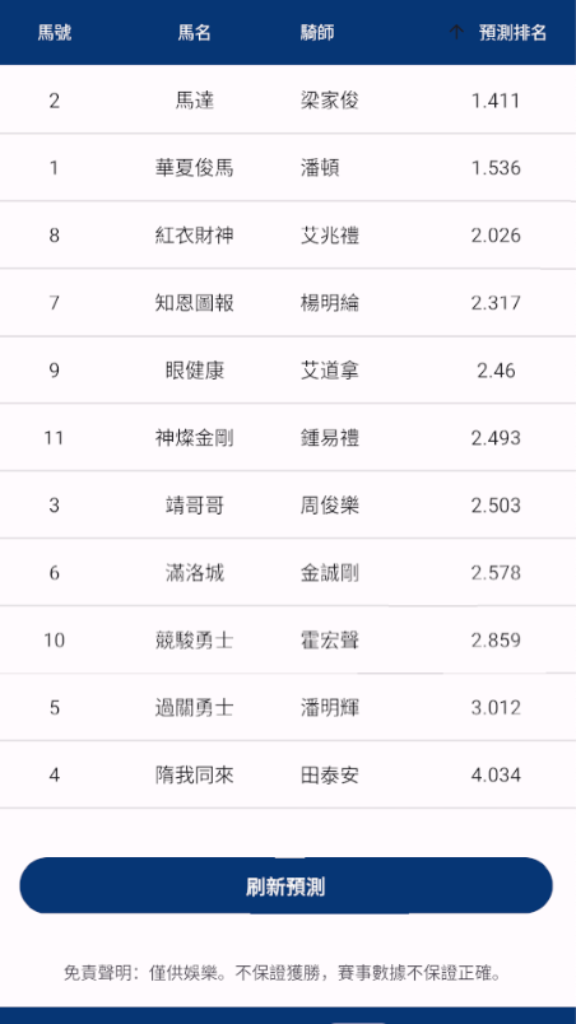 馬號 馬名 騎師 ↑ 預測排名
2 馬達 梁家俊 1.411
1 華夏俊馬 潘頓 1.536
8 紅衣財神 艾兆禮 2.026
7 知恩圖報 楊明綸 2.317
9 眼健康 艾道拿 2.46
11 神燦金剛 鍾易禮 2.493
3 靖哥哥 周俊樂 2.503
6 滿洛城 金誠剛 2.578
10 競駿勇士 霍宏聲 2.859
5 過關勇士 潘明輝 3.012
4 隋我同來 田泰安 4.034
刷新預測
免責聲明：僅供娛樂。不保證獲勝，賽事數據不保證正確。